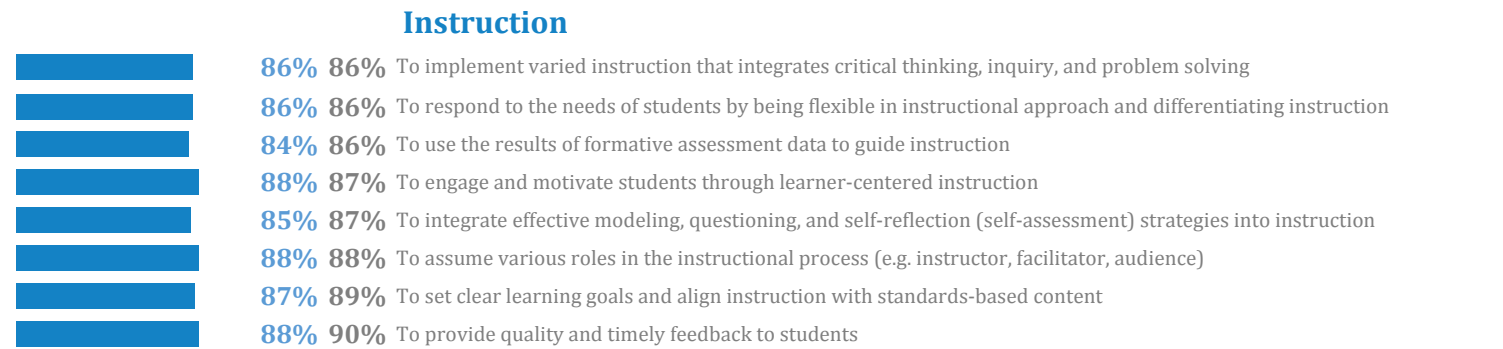 Instruction
86% 86% To implement varied instruction that integrates critical thinking, inquiry, and problem solving
86% 86% To respond to the needs of students by being flexible in instructional approach and differentiating instruction
84% 86% To use the results of formative assessment data to guide instruction
88% 87% To engage and motivate students through learner-centered instruction
85% 87% To integrate effective modeling, questioning, and self-reflection (self-assessment) strategies into instruction
88% 88% To assume various roles in the instructional process (e.g. instructor, facilitator, audience)
87% 89% To set clear learning goals and align instruction with standards-based content
88% 90% To provide quality and timely feedback to students